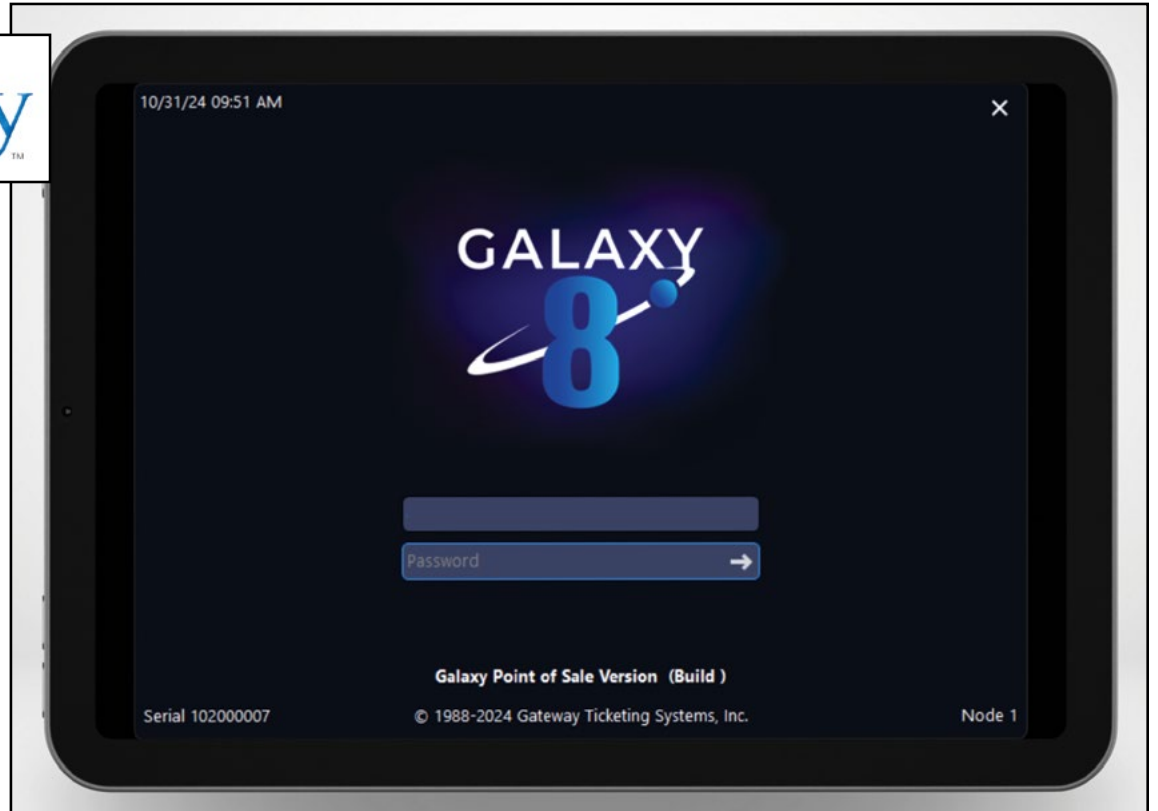 y
TM
10/31/24 09:51 AM
×
GALAXY
8
Password
Galaxy Point of Sale Version (Build )
Serial 102000007
© 1988-2024 Gateway Ticketing Systems, Inc.
Node 1